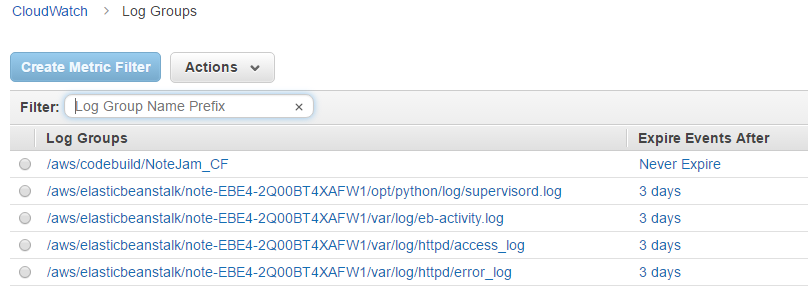 CloudWatch > Log Groups
Create Metric Filter Actions
Filter: Log Group Name Prefix ×
Log Groups Expire Events After
/aws/codebuild/NoteJam_CF Never Expire
/aws/elasticbeanstalk/note-EBE4-2Q00BT4XAFW1/opt/python/log/supervisord.log 3 days
/aws/elasticbeanstalk/note-EBE4-2Q00BT4XAFW1/var/log/eb-activity.log 3 days
/aws/elasticbeanstalk/note-EBE4-2Q00BT4XAFW1/var/log/httpd/access_log 3 days
/aws/elasticbeanstalk/note-EBE4-2Q00BT4XAFW1/var/log/httpd/error_log 3 days